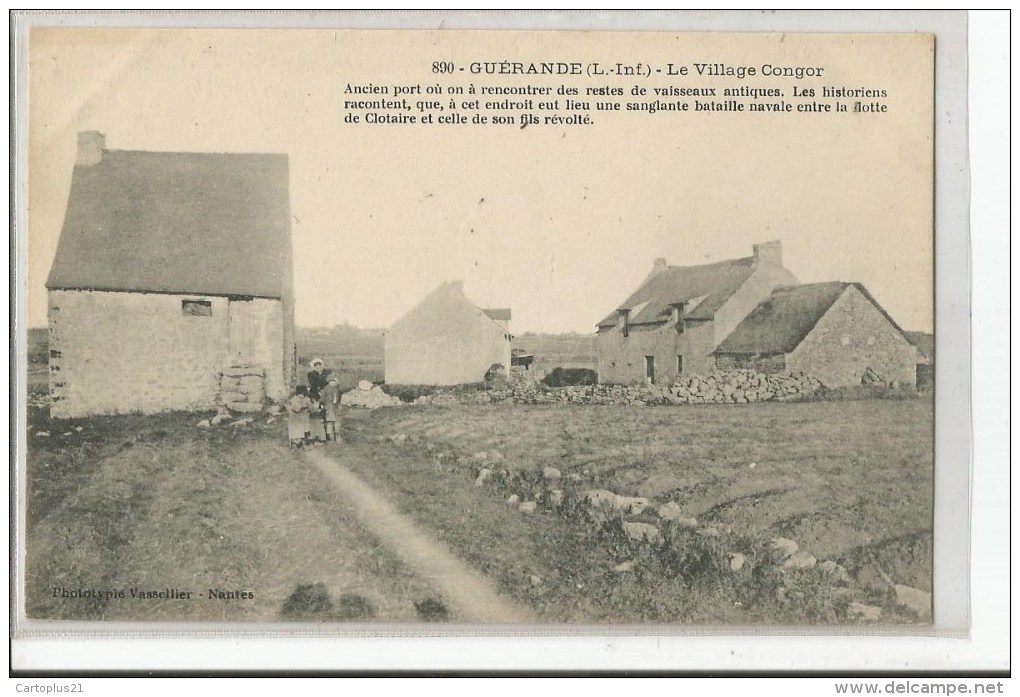 890 - GUÉRANDE (L.-Inf.) - Le Village Congor
Ancien port où on à rencontrer des restes de vaisseaux antiques. Les historiens
racontent, que, à cet endroit eut lieu une sanglante bataille navale entre la flotte
de Clotaire et celle de son fils révolté.
Phototypie Vassellier - Nantes
Cartoplus21
www.delcampe.net